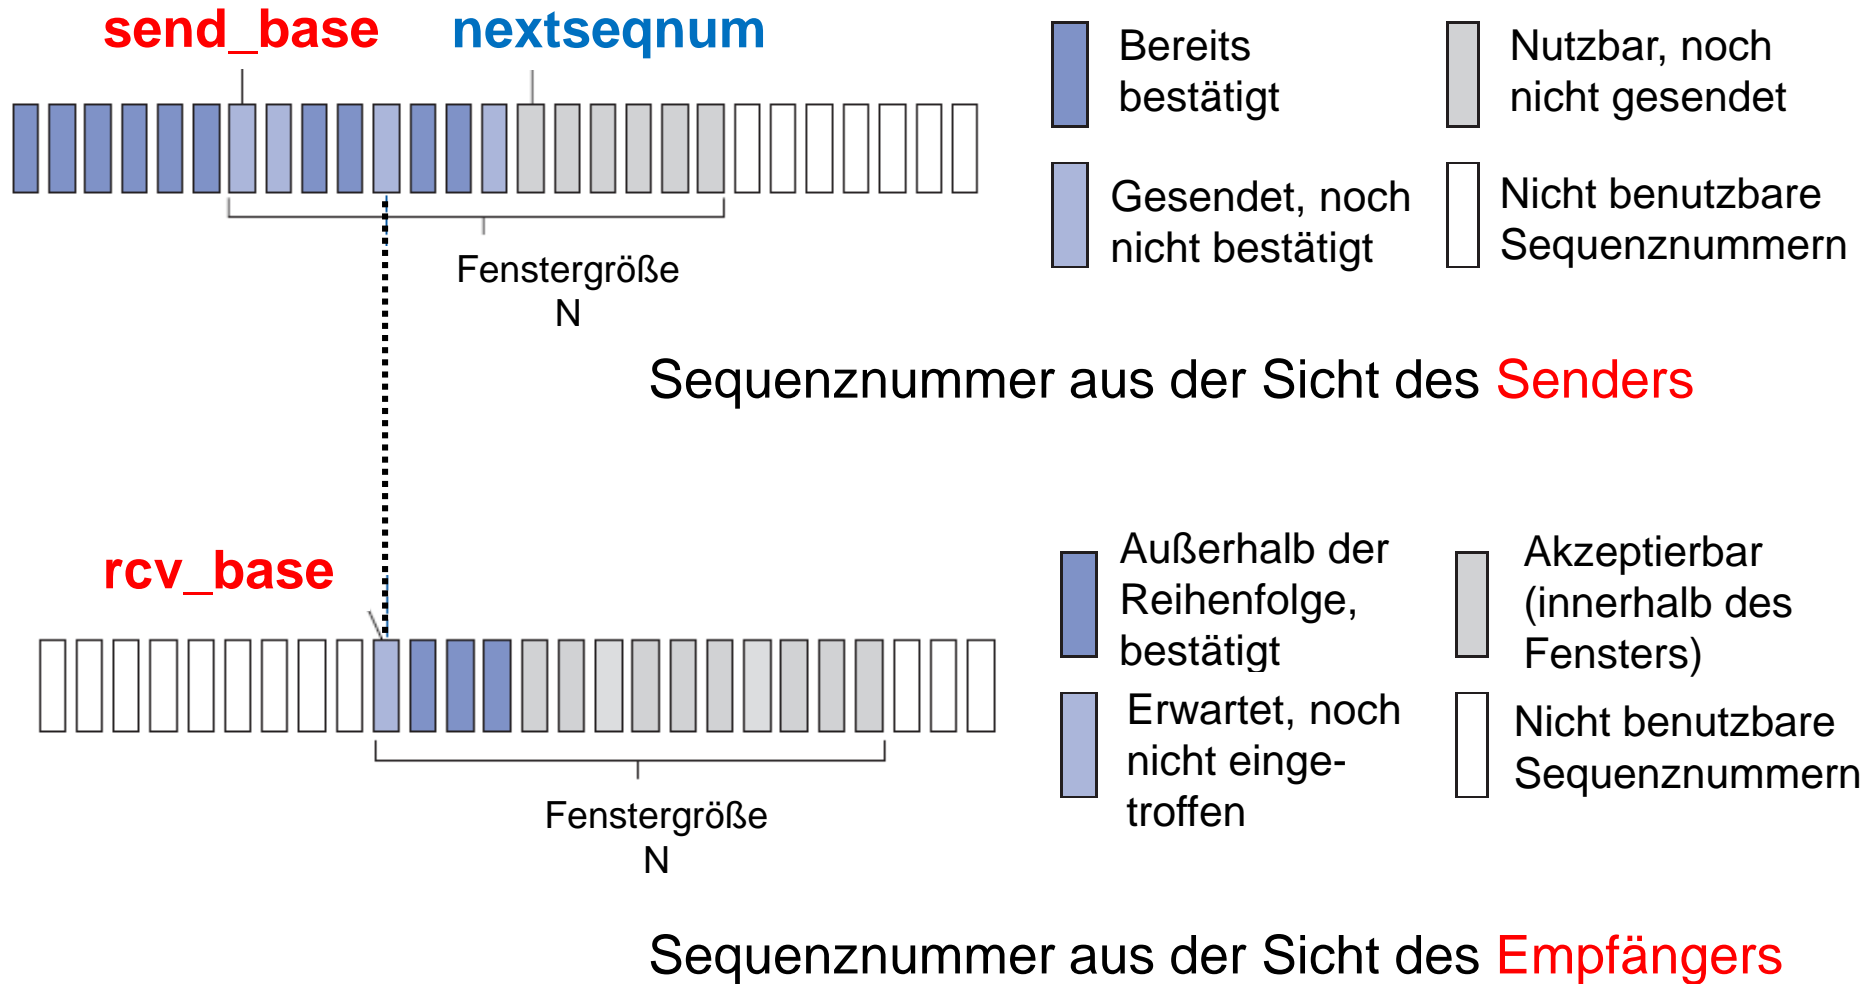 send_base
nextseqnum
Fenstergröße
N
Bereits
bestätigt
Nutzbar, noch
nicht gesendet
Gesendet, noch
nicht bestätigt
Nicht benutzbare
Sequenznummern
Sequenznummer aus der Sicht des Senders
rcv_base
Fenstergröße
N
Außerhalb der
Reihenfolge,
bestätigt
Akzeptierbar
(innerhalb des
Fensters)
Erwartet, noch
nicht einge-
troffen
Nicht benutzbare
Sequenznummern
Sequenznummer aus der Sicht des Empfängers